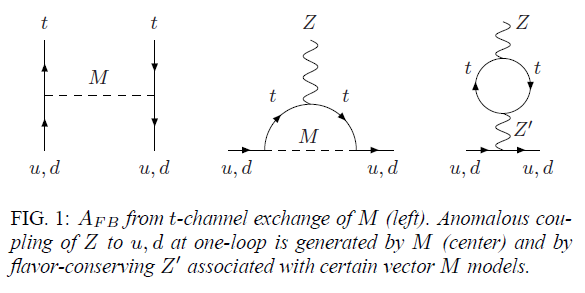 t t Z Z
t t
M t t
M Z′
u, d u, d u, d u, d u, d u, d
FIG. 1: A_{FB} from t-channel exchange of M (left). Anomalous cou-
pling of Z to u, d at one-loop is generated by M (center) and by
flavor-conserving Z′ associated with certain vector M models.